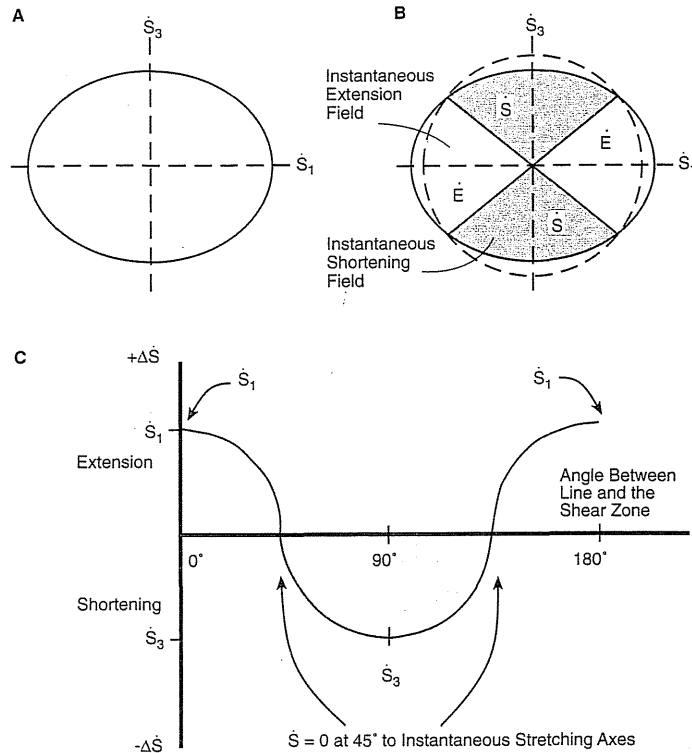 A
Ṡ3
Ṡ1
B
Ṡ3
Instantaneous
Extension
Field
Ṡ
Ė
Ė
Ṡ
Instantaneous
Shortening
Field
C
+ΔṠ
Ṡ1
Ṡ1
Ṡ1
Extension
Angle Between
Line and the
Shear Zone
0°
90°
180°
Shortening
Ṡ3
Ṡ3
Ṡ = 0 at 45° to Instantaneous Stretching Axes
-ΔṠ